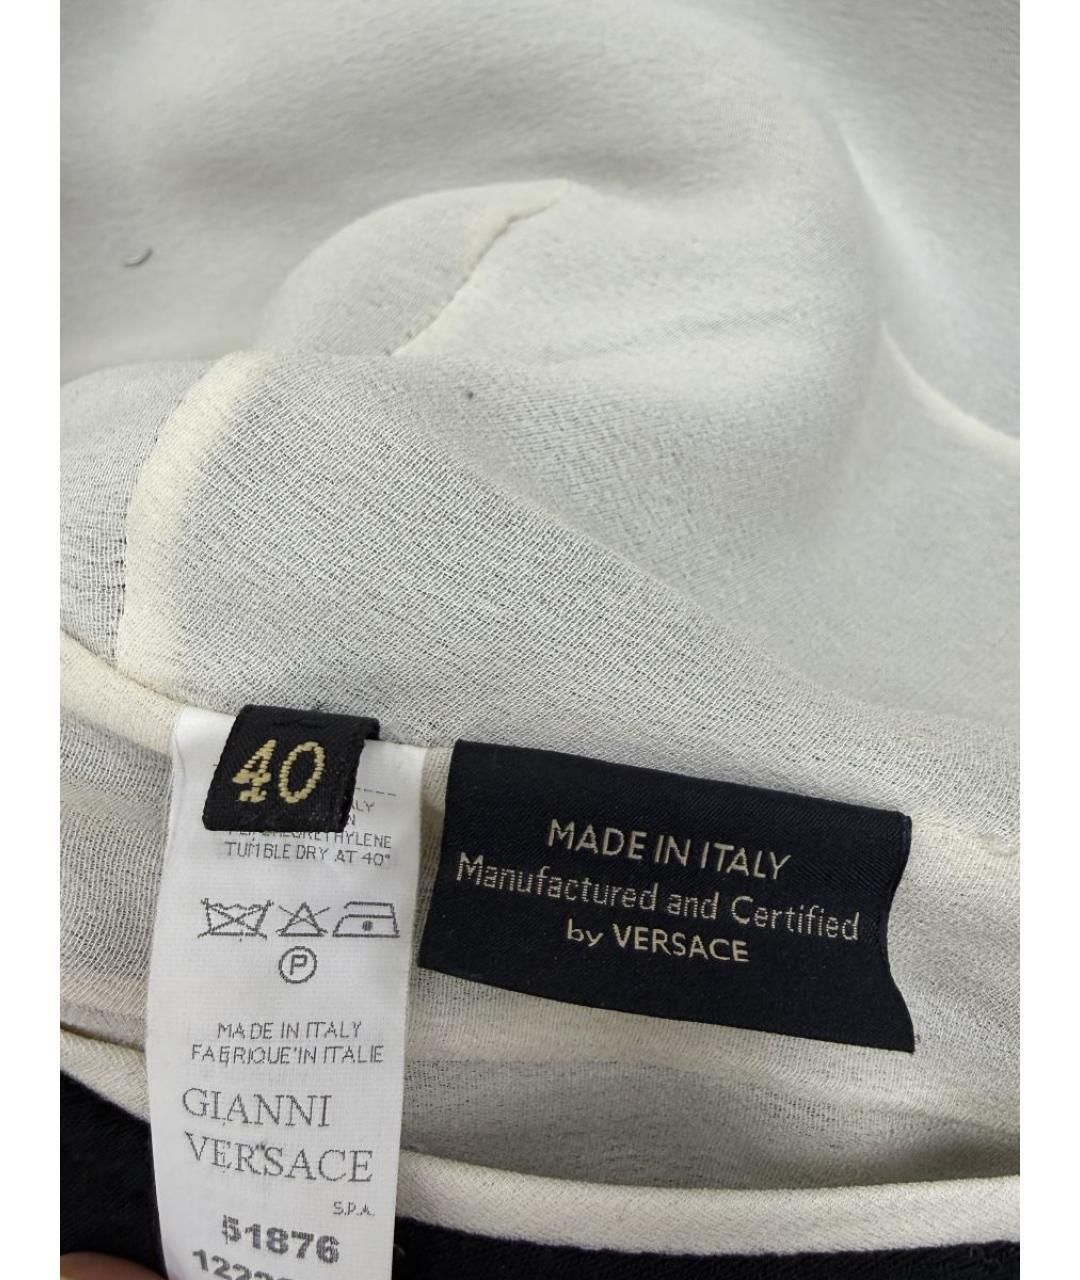 40
TUMBLE DRY AT 40°
P
MADE IN ITALY
FABRIQUE'IN ITALIE
GIANNI
VERSACE
S.P.A.
51876
MADE IN ITALY
Manufactured and Certified
by VERSACE